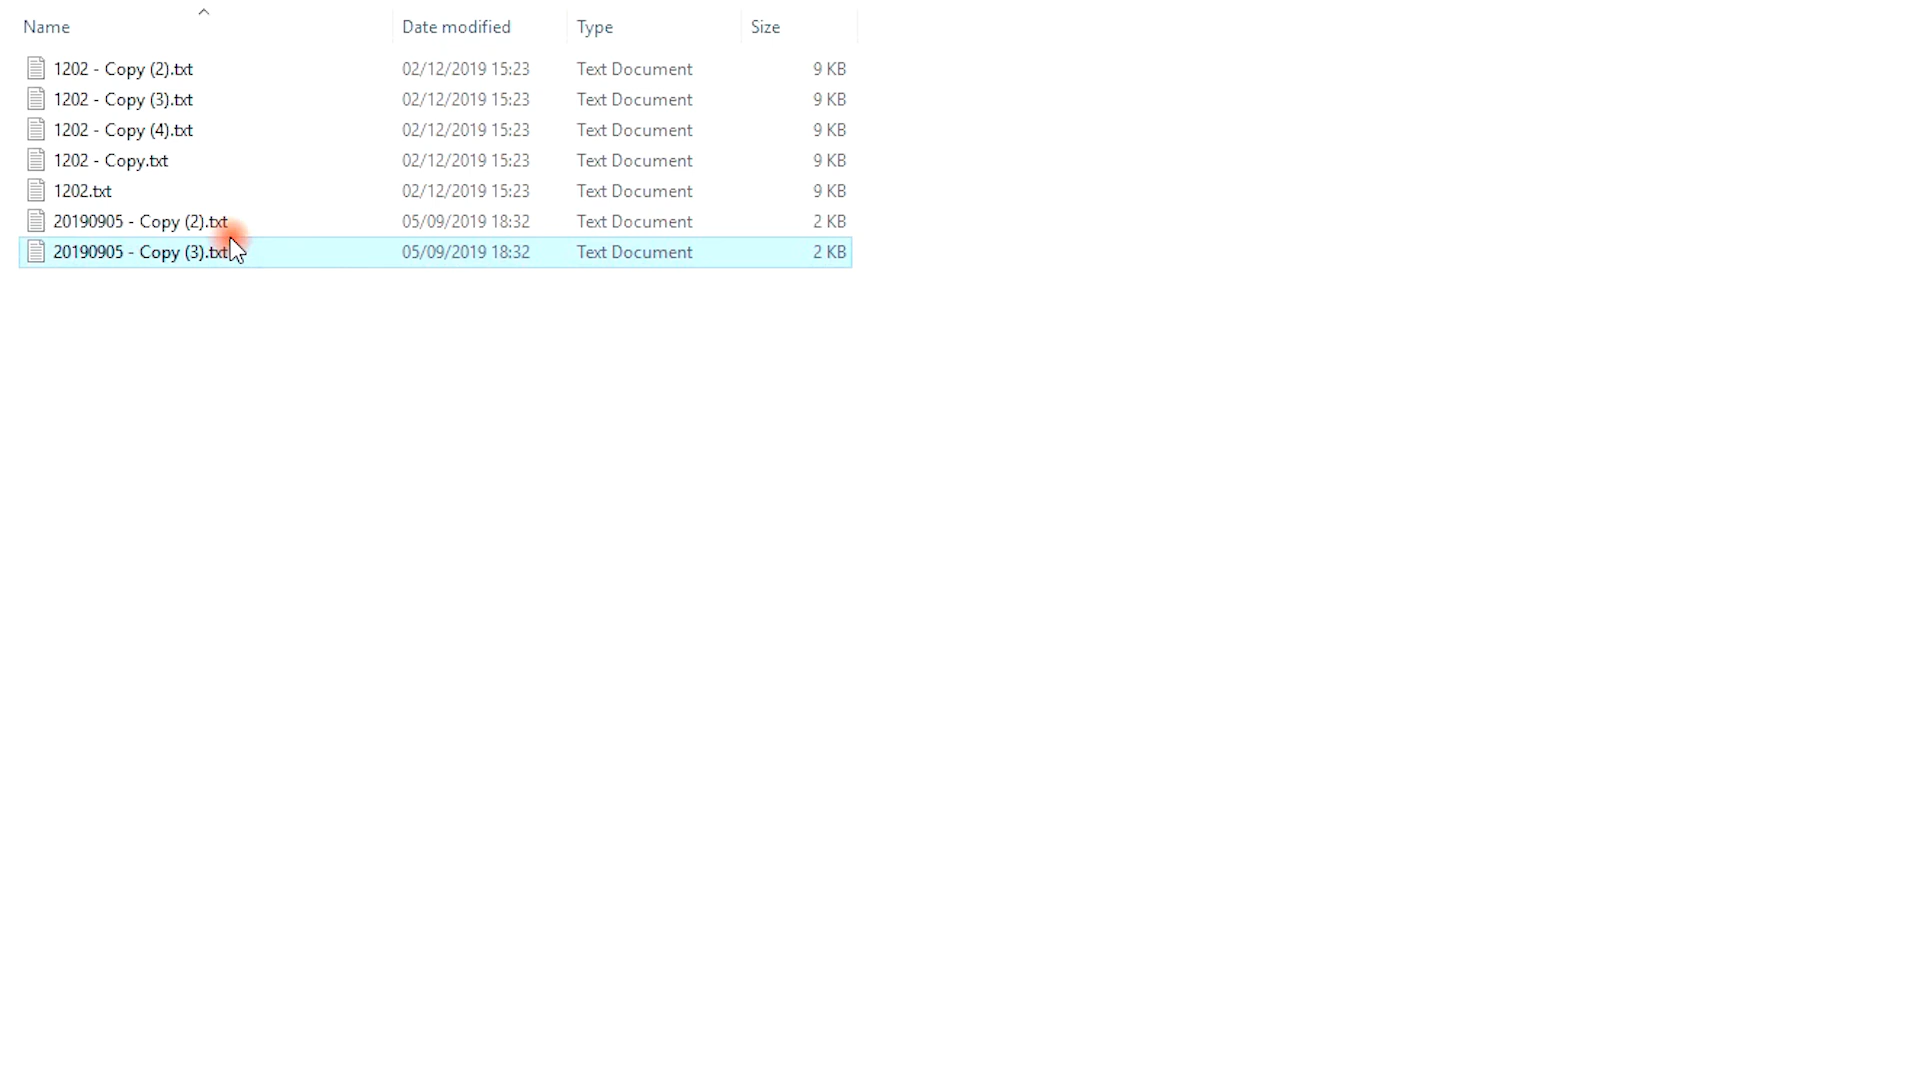 Name Date modified Type Size
1202 - Copy (2).txt 02/12/2019 15:23 Text Document 9 KB
1202 - Copy (3).txt 02/12/2019 15:23 Text Document 9 KB
1202 - Copy (4).txt 02/12/2019 15:23 Text Document 9 KB
1202 - Copy.txt 02/12/2019 15:23 Text Document 9 KB
1202.txt 02/12/2019 15:23 Text Document 9 KB
20190905 - Copy (2).txt 05/09/2019 18:32 Text Document 2 KB
20190905 - Copy (3).txt 05/09/2019 18:32 Text Document 2 KB